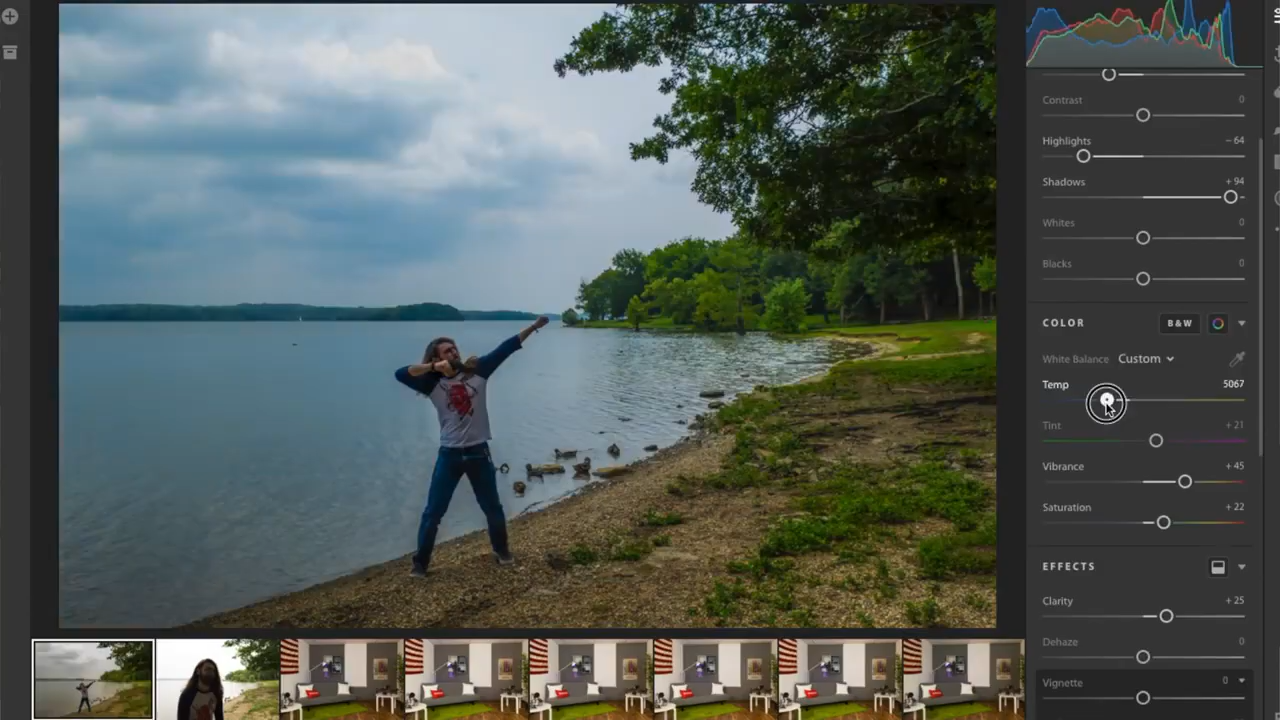 Contrast 0
Highlights − 64
Shadows + 94
Whites 0
Blacks 0
COLOR B&W
White Balance Custom
Temp 5067
Tint + 21
Vibrance + 45
Saturation + 22
EFFECTS
Clarity + 25
Dehaze 0
Vignette 0